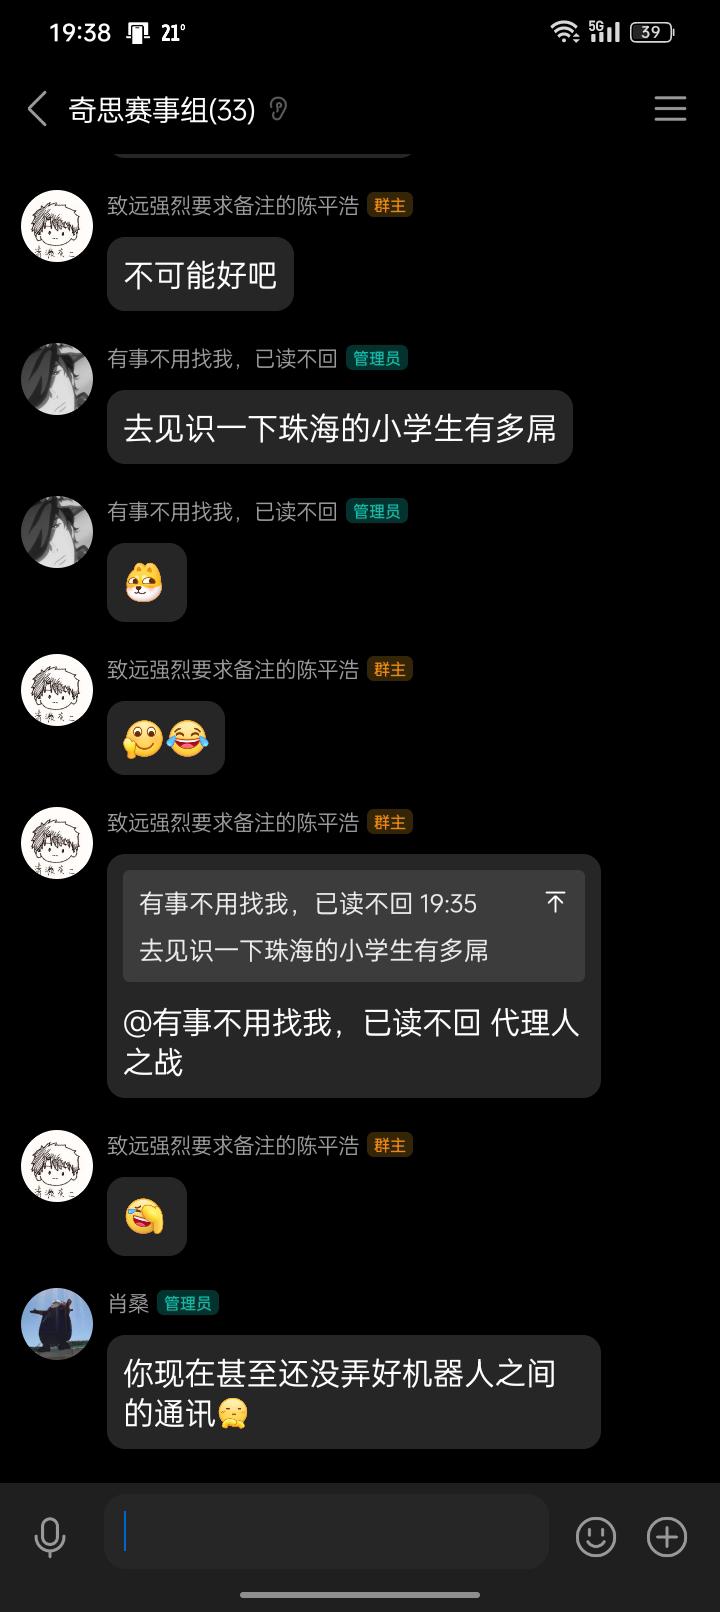 19:38 21°
5G 39
奇思赛事组(33)
致远强烈要求备注的陈平浩 群主
不可能好吧
有事不用找我，已读不回 管理员
去见识一下珠海的小学生有多屌
有事不用找我，已读不回 管理员
致远强烈要求备注的陈平浩 群主
致远强烈要求备注的陈平浩 群主
有事不用找我，已读不回 19:35
去见识一下珠海的小学生有多屌
@有事不用找我，已读不回 代理人
之战
致远强烈要求备注的陈平浩 群主
肖桑 管理员
你现在甚至还没弄好机器人之间
的通讯